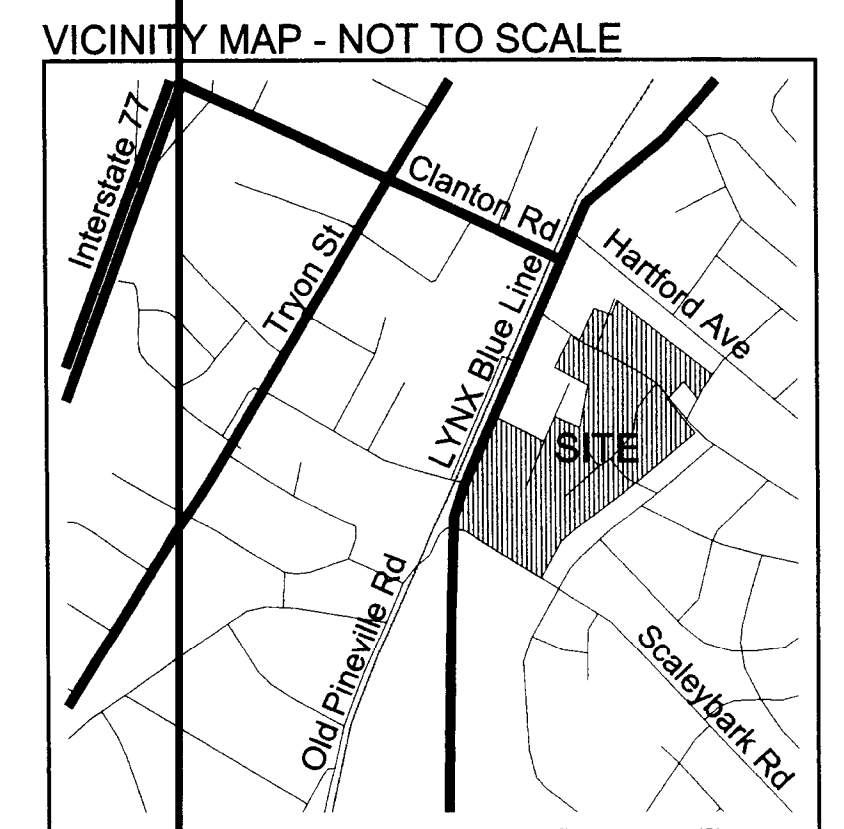 VICINITY MAP - NOT TO SCALE
Interstate 77
Clanton Rd
Tryon St
LYNX Blue Line
Hartford Ave
SITE
Old Pineville Rd
Scaleybark Rd